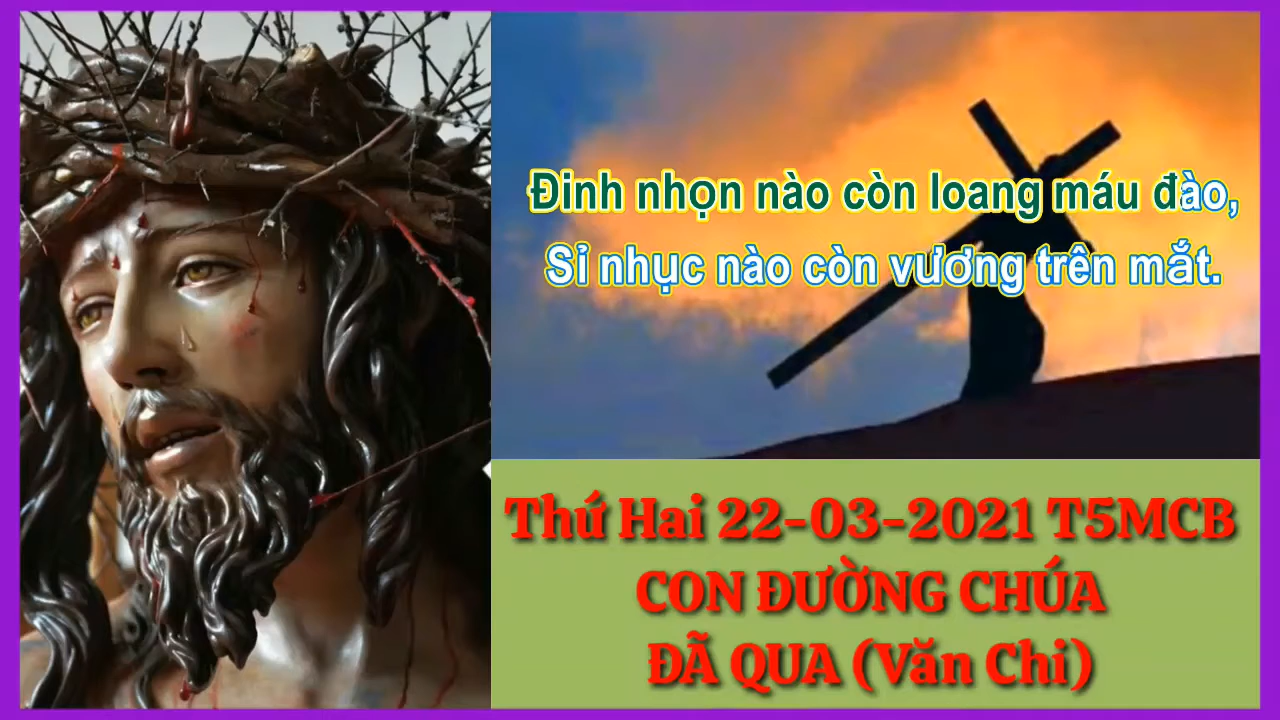 Đinh nhọn nào còn loang máu đào,
Sỉ nhục nào còn vương trên mắt.
Thứ Hai 22-03-2021 T5MCB
CON ĐƯỜNG CHÚA
ĐÃ QUA (Văn Chi)